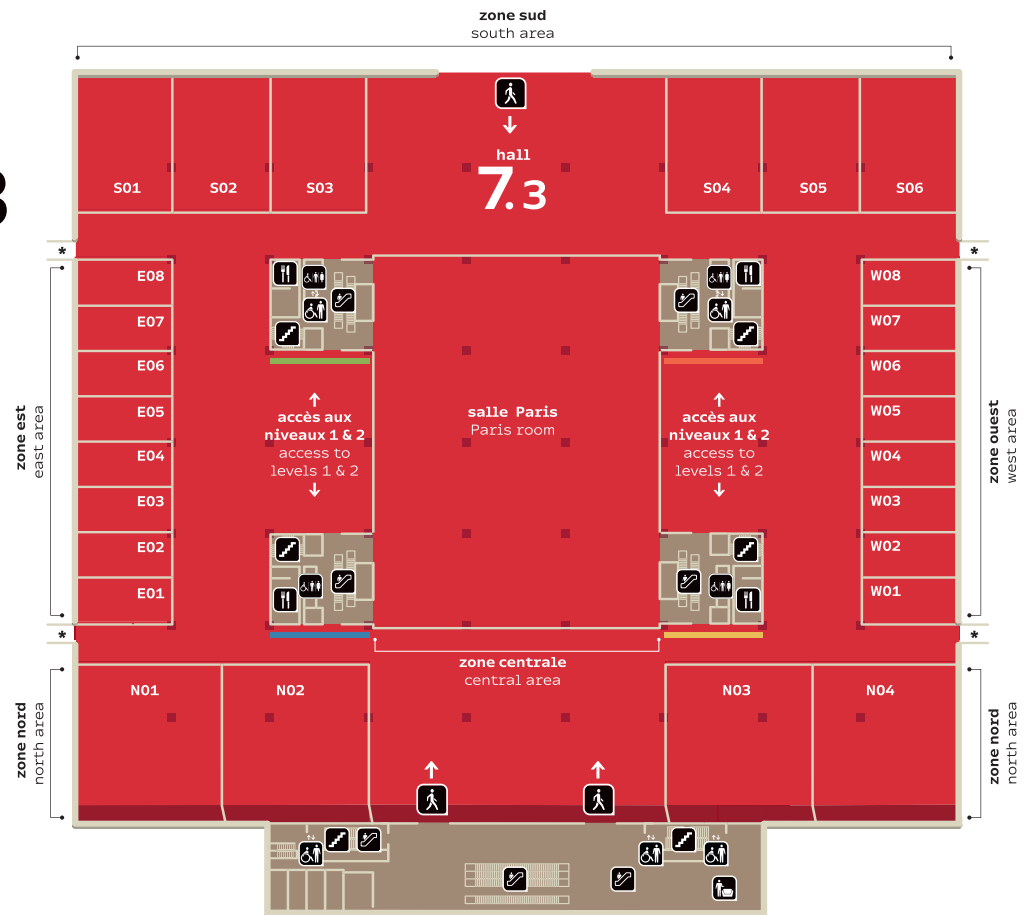 zone sud
south area
hall
7.3
S01
S02
S03
S04
S05
S06
*
*
E08
E07
E06
E05
E04
E03
E02
E01
zone est
east area
accès aux
niveaux 1 & 2
access to
levels 1 & 2
salle Paris
Paris room
accès aux
niveaux 1 & 2
access to
levels 1 & 2
W08
W07
W06
W05
W04
W03
W02
W01
zone ouest
west area
*
*
zone centrale
central area
N01
N02
N03
N04
zone nord
north area
zone nord
north area